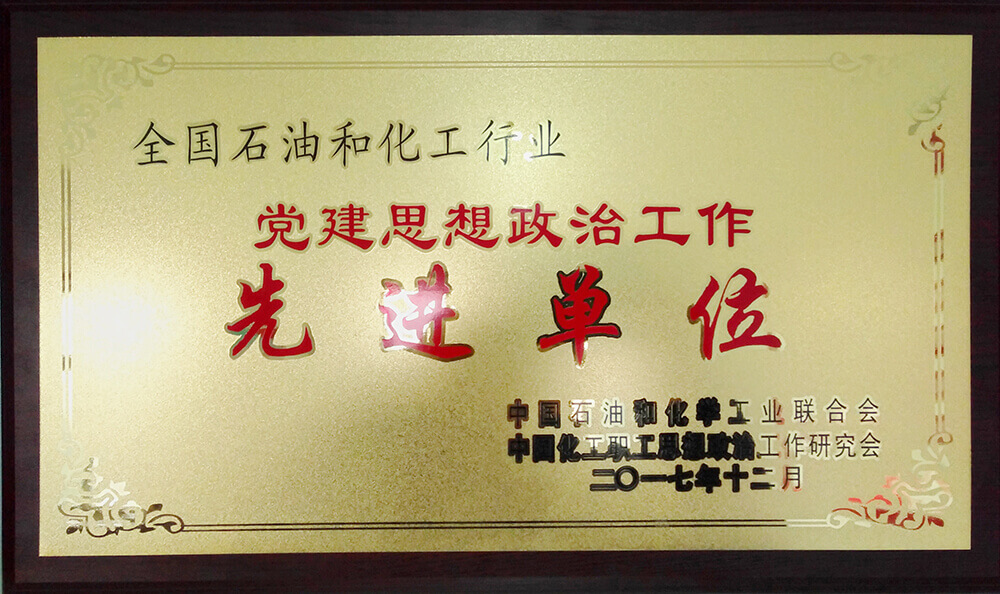 全国石油和化工行业
党建思想政治工作
先进单位
中国石油和化学工业联合会
中国化工职工思想政治工作研究会
二〇一七年十二月